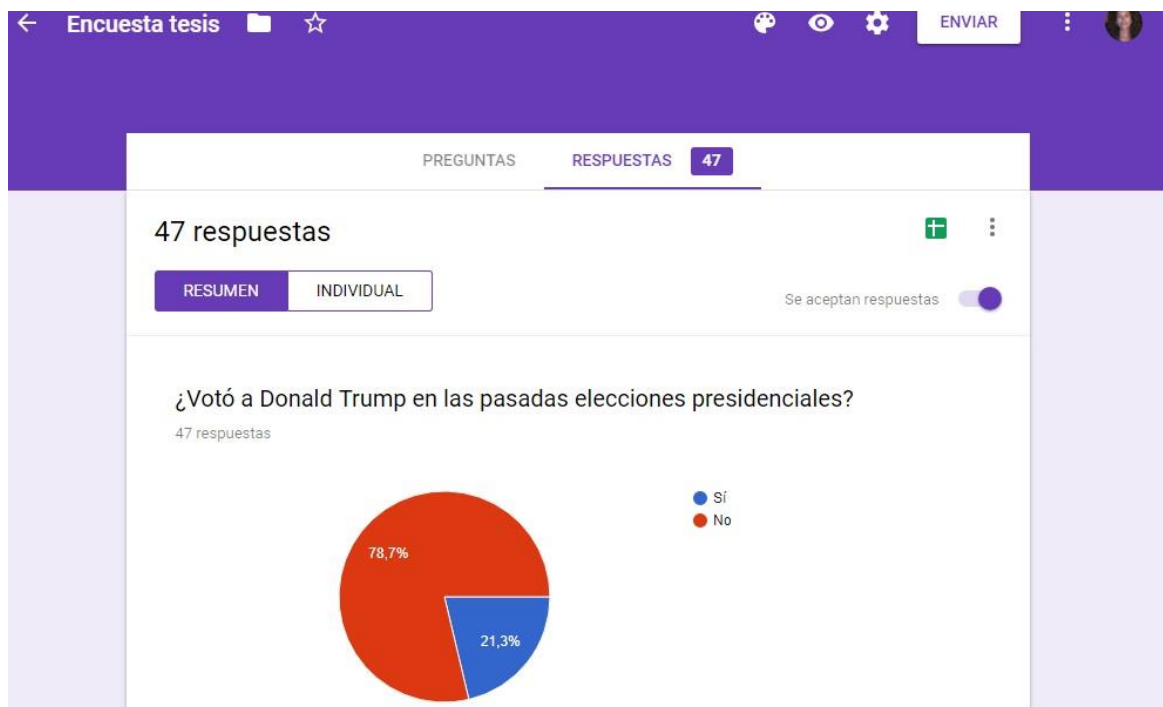 Encuesta tesis
ENVIAR
PREGUNTAS
RESPUESTAS
47
47 respuestas
RESUMEN
INDIVIDUAL
Se aceptan respuestas
¿Votó a Donald Trump en las pasadas elecciones presidenciales?
47 respuestas
Sí
No
78,7%
21,3%